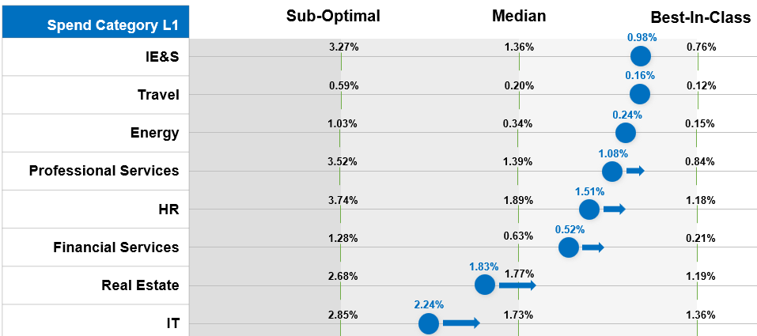 Spend Category L1 Sub-Optimal Median Best-In-Class
IE&S 3.27% 1.36% 0.98% 0.76%
Travel 0.59% 0.20% 0.16% 0.12%
Energy 1.03% 0.34% 0.24% 0.15%
Professional Services 3.52% 1.39% 1.08% 0.84%
HR 3.74% 1.89% 1.51% 1.18%
Financial Services 1.28% 0.63% 0.52% 0.21%
Real Estate 2.68% 1.83% 1.77% 1.19%
IT 2.85% 2.24% 1.73% 1.36%